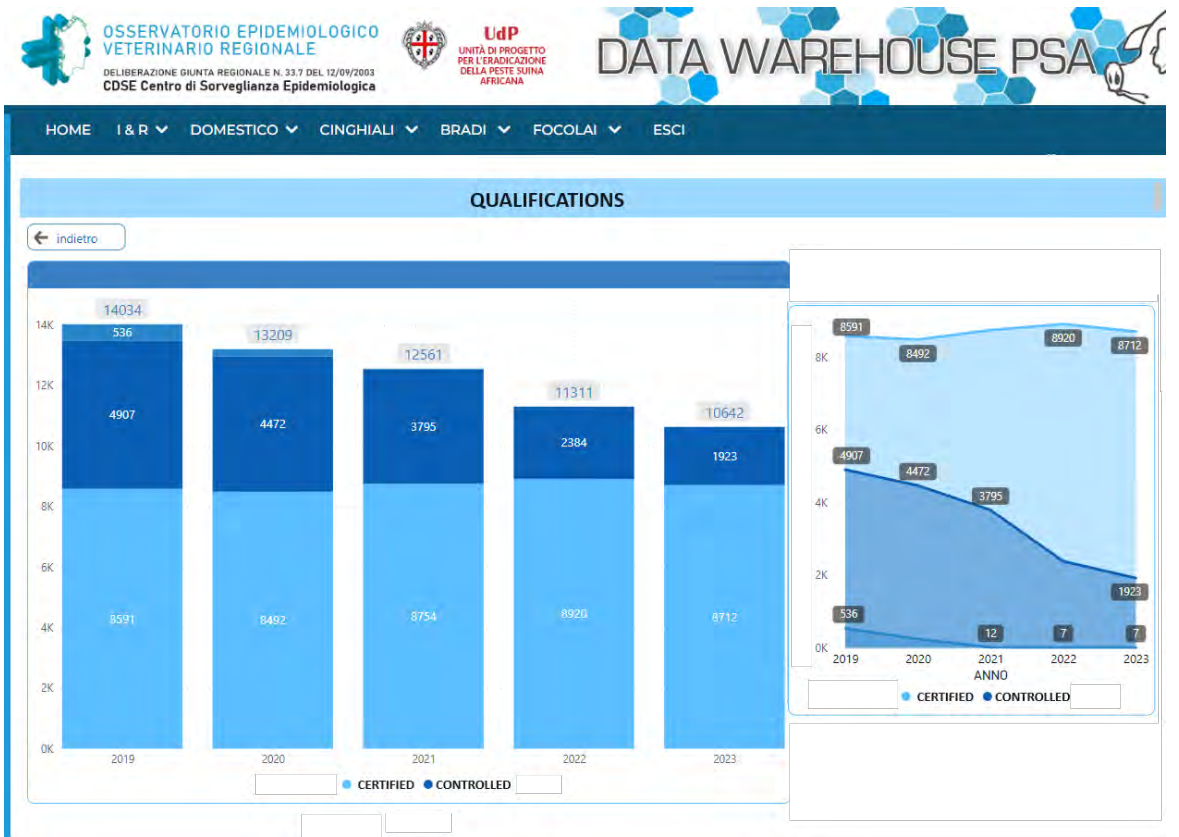 OSSERVATORIO EPIDEMIOLOGICO
VETERINARIO REGIONALE
DELIBERAZIONE GIUNTA REGIONALE N. 33.7 DEL 12/09/2003
CDSE Centro di Sorveglianza Epidemiologica
UdP
UNITÀ DI PROGETTO
PER L'ERADICAZIONE
DELLA PESTE SUINA
AFRICANA
DATA WAREHOUSE PSA
HOME I & R DOMESTICO CINGHIALI BRADI FOCOLAI ESCI
QUALIFICATIONS
indietro
14034
13209
12561
11311
10642
14K
12K
10K
8K
6K
4K
2K
0K
536
4907
4472
3795
2384
1923
8591
8492
8754
8920
8712
2019 2020 2021 2022 2023
CERTIFIED CONTROLLED
8K
6K
4K
2K
0K
8591
8492
8920
8712
4907
4472
3795
1923
536
12
7
7
2019 2020 2021 2022 2023
ANNO
CERTIFIED CONTROLLED